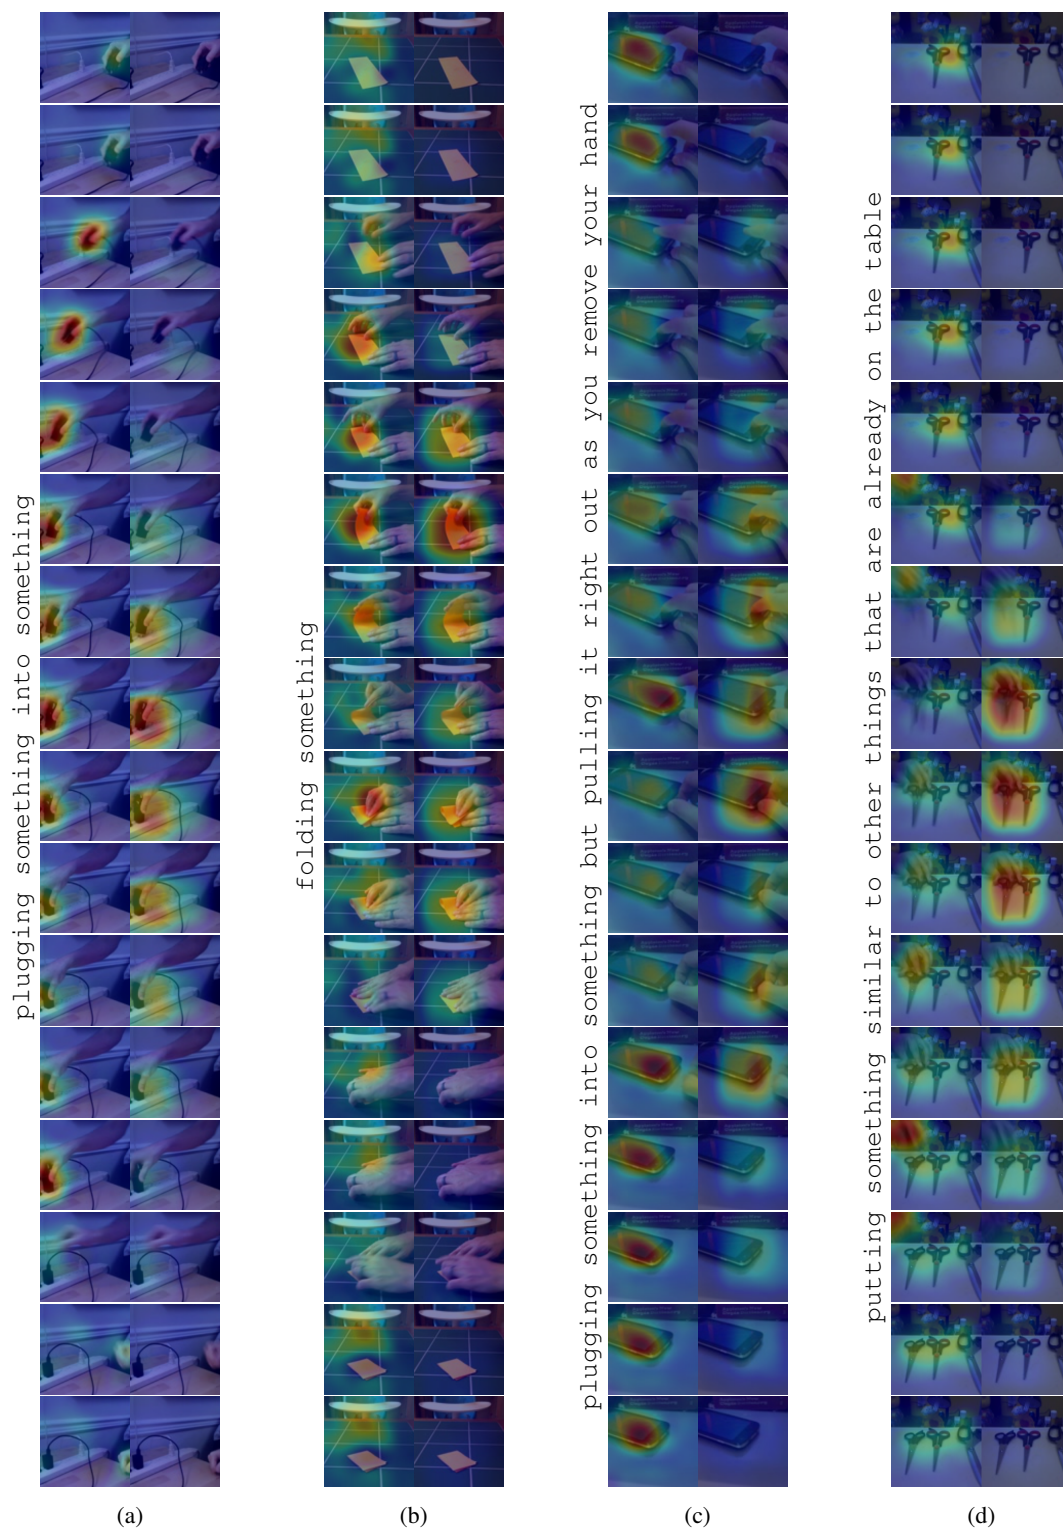 plugging something into something
folding something
plugging something into something but pulling it right out as you remove your hand
putting something similar to other things that are already on the table
(a)
(b)
(c)
(d)